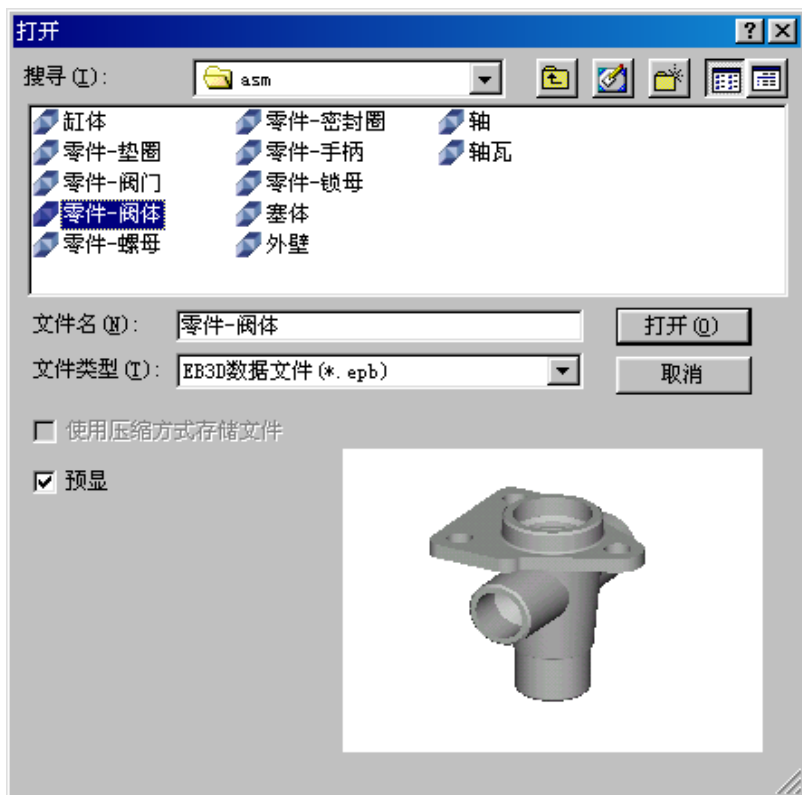 打开
搜寻(I):
asm
缸体 零件-密封圈 轴
零件-垫圈 零件-手柄 轴瓦
零件-阀门 零件-锁母
零件-阀体 塞体
零件-螺母 外壁
文件名(N): 零件-阀体 打开(O)
文件类型(T): EB3D数据文件(*.epb) 取消
使用压缩方式存储文件
预显